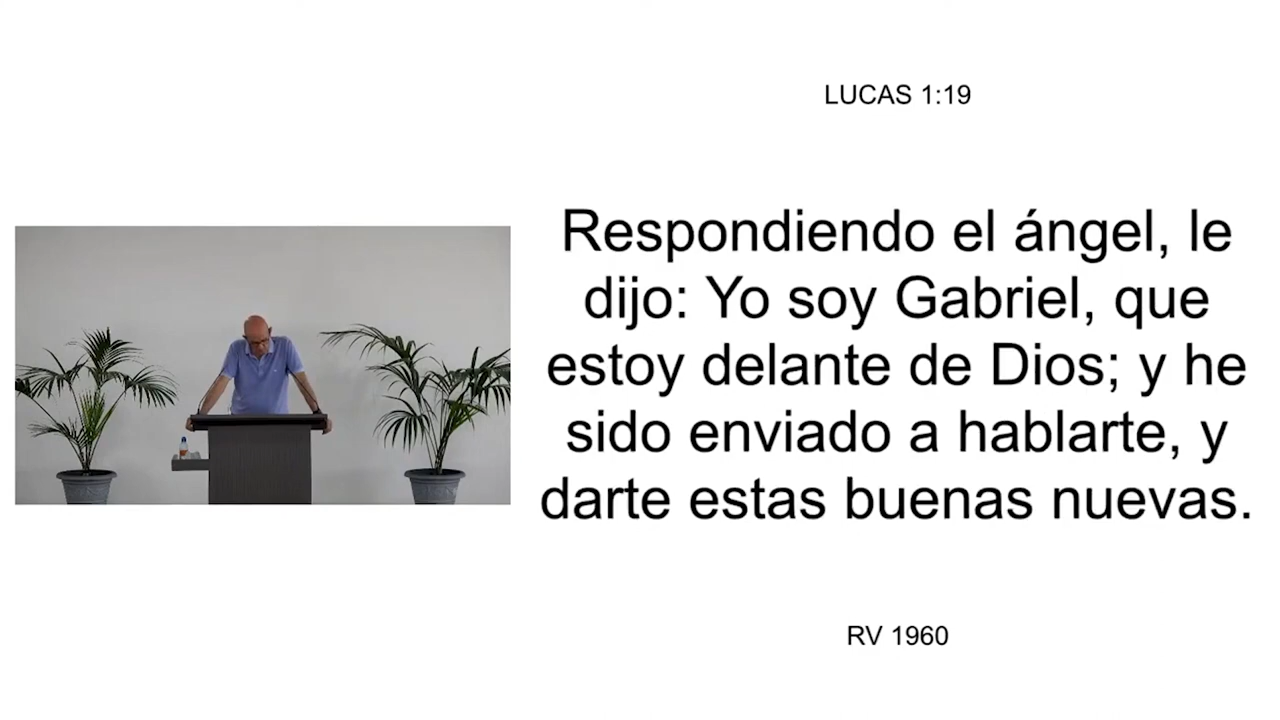 LUCAS 1:19
Respondiendo el ángel, le
dijo: Yo soy Gabriel, que
estoy delante de Dios; y he
sido enviado a hablarte, y
darte estas buenas nuevas.
RV 1960